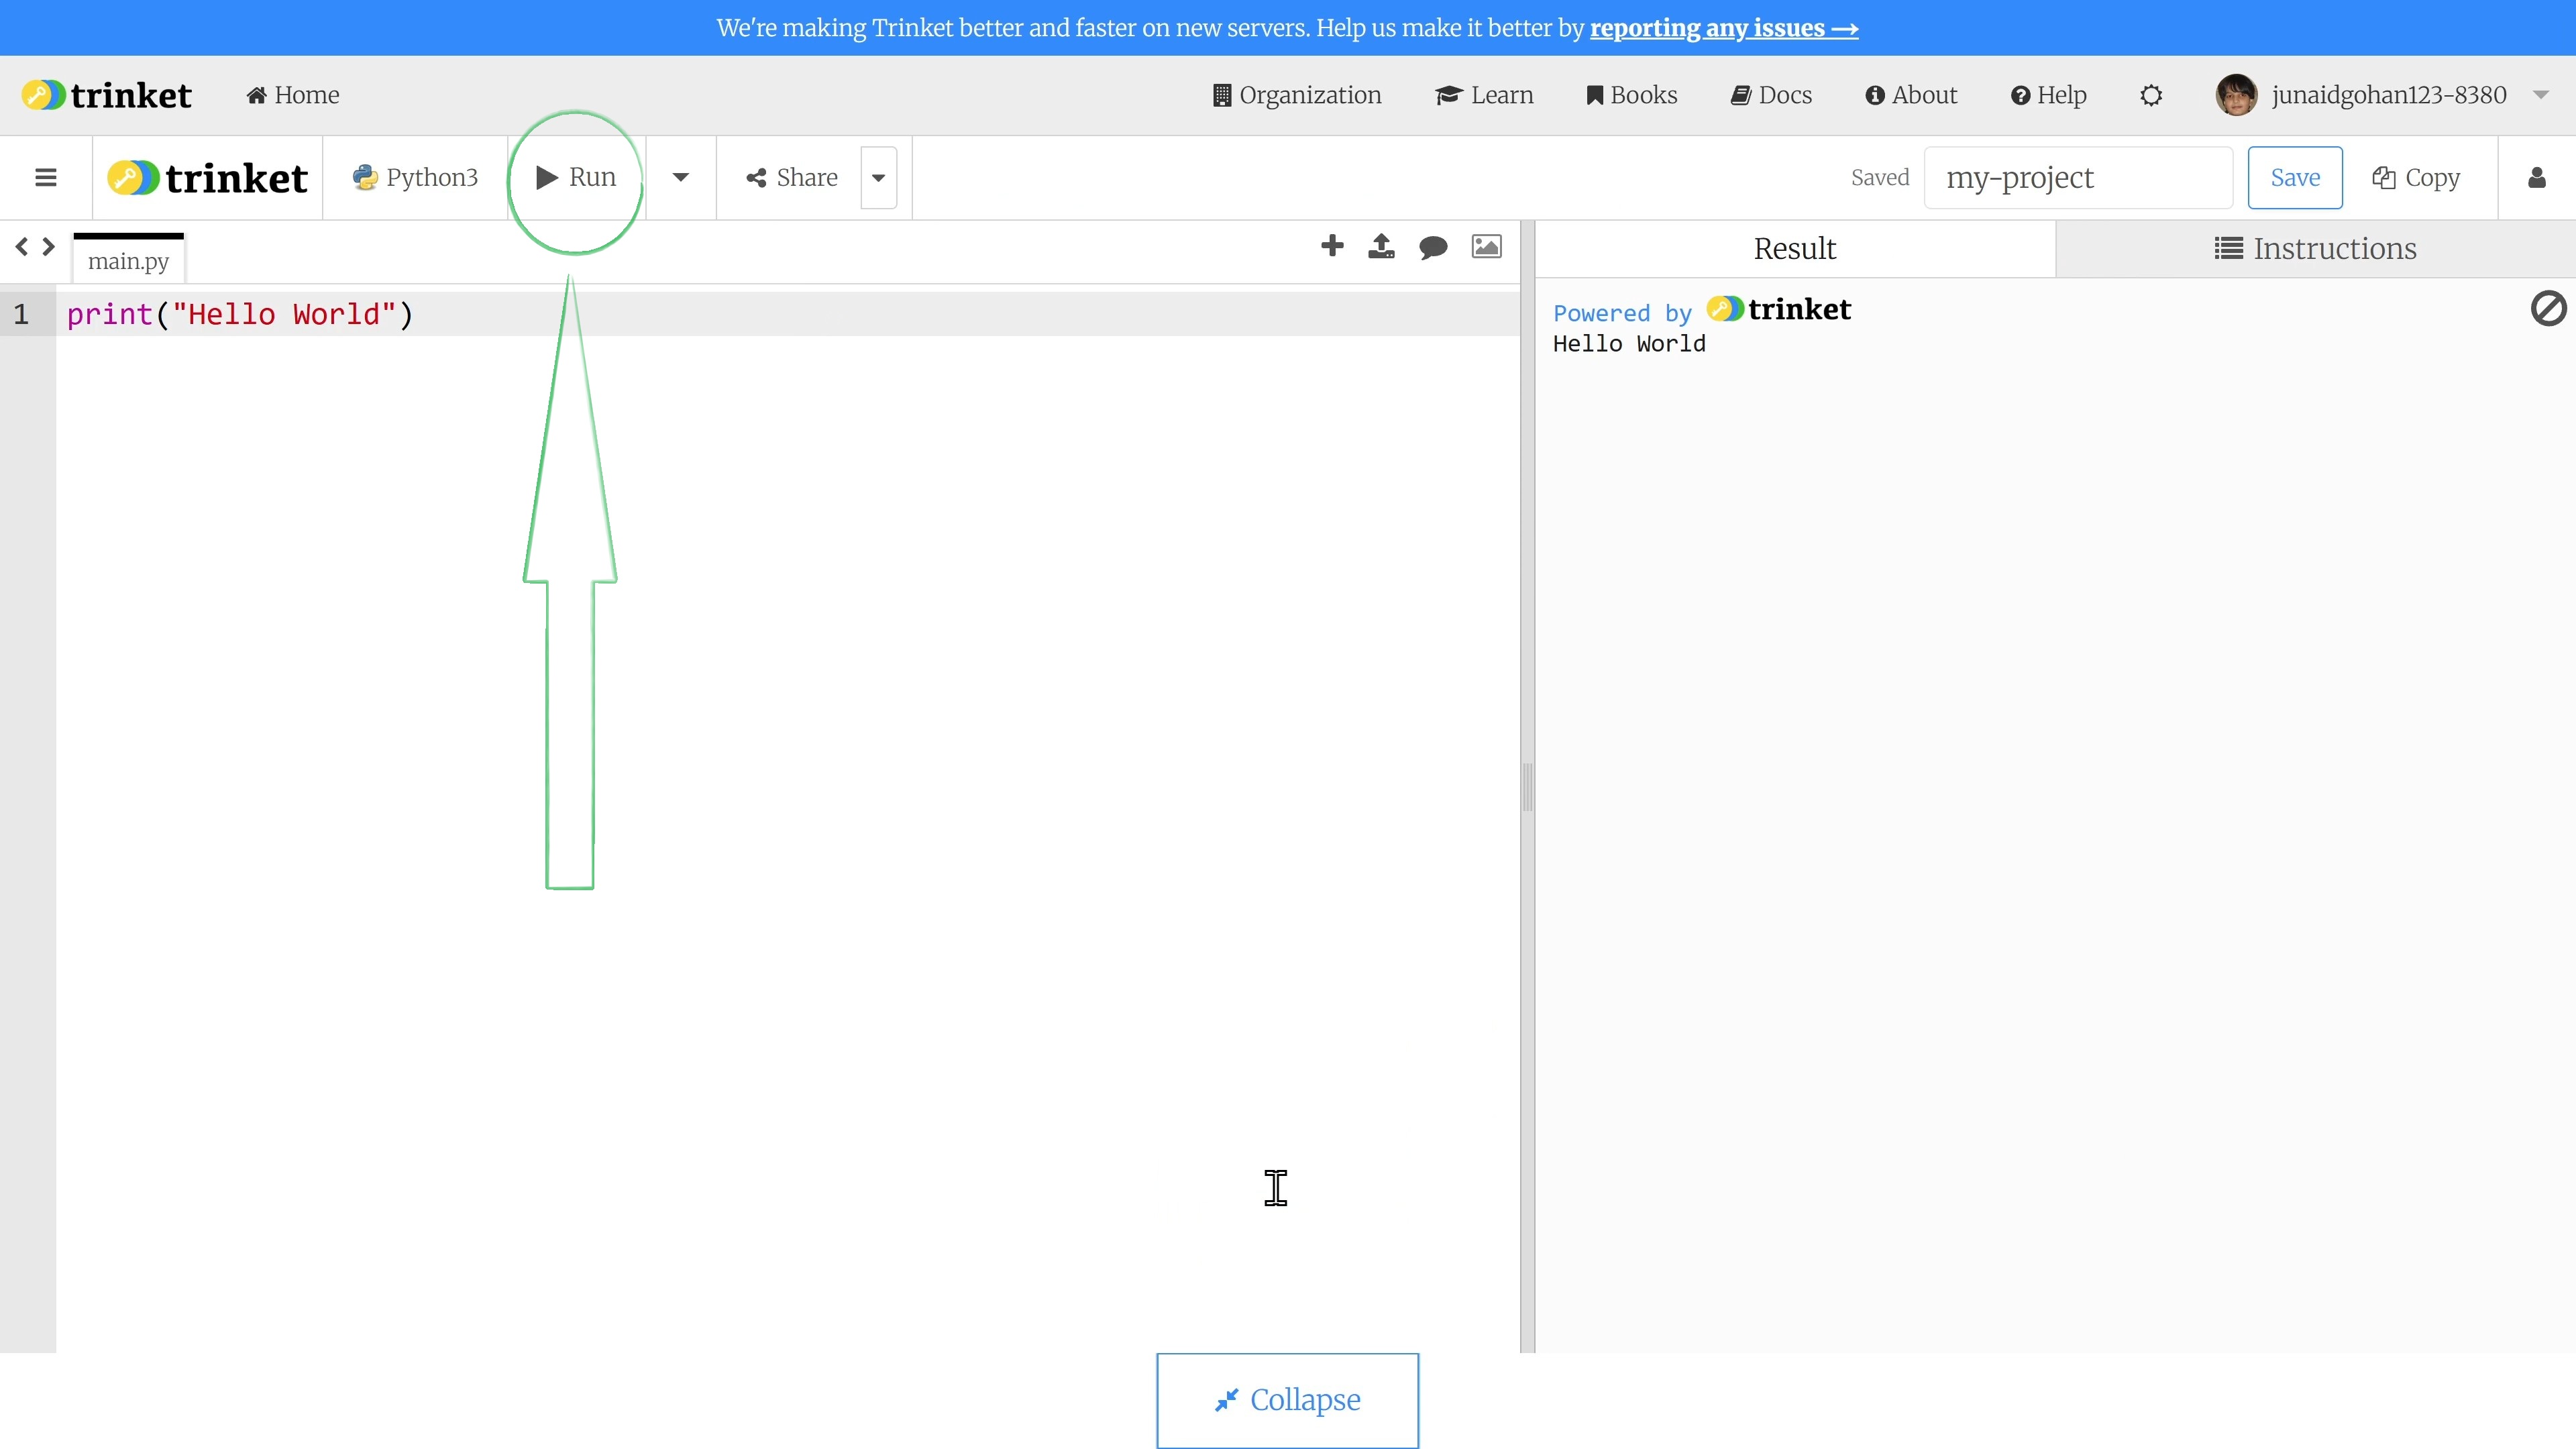 We're making Trinket better and faster on new servers. Help us make it better by reporting any issues →
trinket Home Organization Learn Books Docs About Help junaidgohan123-8380
trinket Python3 Run Share Saved my-project Save Copy
main.py Result Instructions
1 print("Hello World")
Powered by trinket
Hello World
Collapse